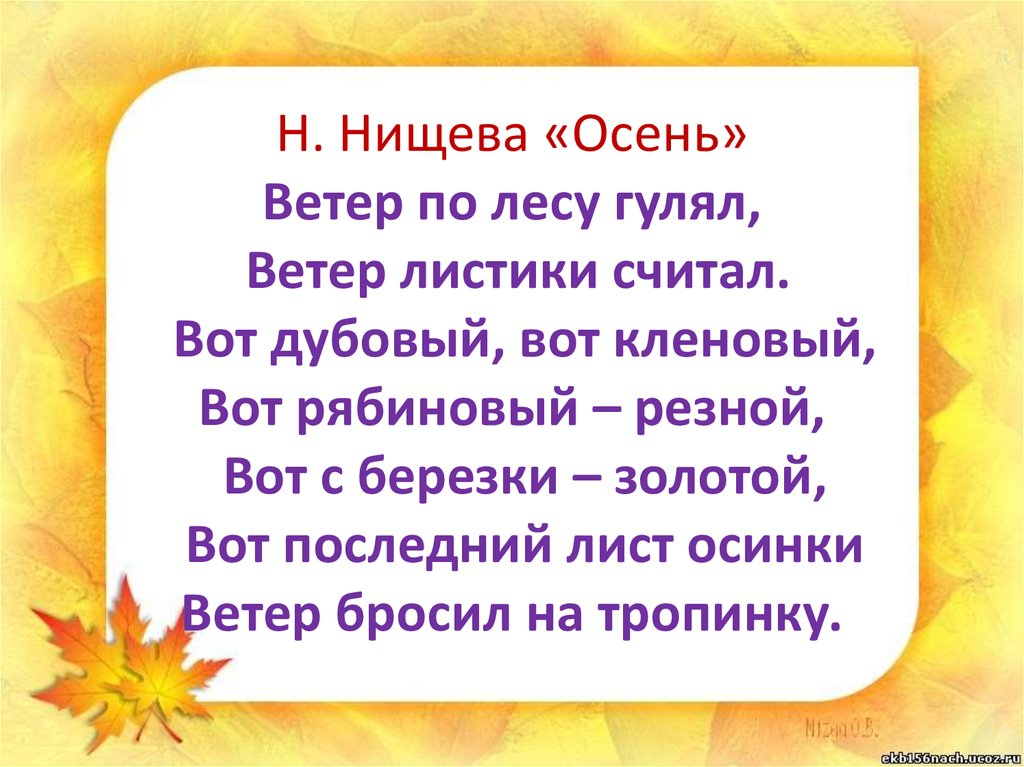 Н. Нищева «Осень»
Ветер по лесу гулял,
Ветер листики считал.
Вот дубовый, вот кленовый,
Вот рябиновый – резной,
Вот с березки – золотой,
Вот последний лист осинки
Ветер бросил на тропинку.
Mizga O.B.
ekb156nach.ucoz.ru